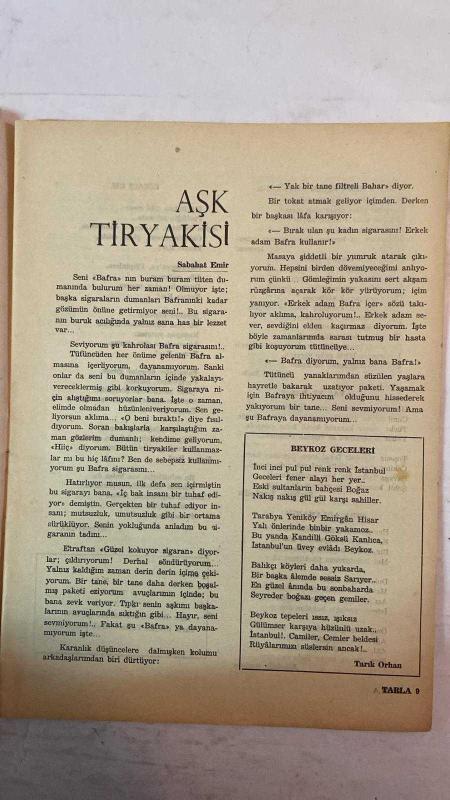 AŞK
TİRYAKİSİ
Sabahat Emir
Seni «Bafra» nın buram buram tüten du-
manında bulurum her zaman! Olmuyor işte;
başka sigaraların dumanları Bafranınki kadar
gözümün önüne getirmiyor seni!.. Bu sigara-
nın buruk acılığında yalnız sana has bir lezzet
var...
Seviyorum şu kahrolası Bafra sigarasını!..
Tütüncüden her önüme gelenin Bafra al-
masına içerliyorum, dayanamıyorum. Sanki
onlar da seni bu dumanların içinde yakalayı-
vereceklermiş gibi korkuyorum. Sigaraya ni-
çin alıştığımı soruyorlar bana. İşte o zaman,
elimde olmadan hüzünleniveriyorum. Sen ge-
liyorsun aklıma... «O beni bıraktı!» diye fısıl-
dıyorum. Soran bakışlarla karşılaştığım za-
man gözlerim dumanlı; kendime geliyorum,
«Hiiç» diyorum. Bütün tiryakiler kullanmaz-
lar mı bu hiç lâfını? Ben de sebepsiz kullanmı-
yorum şu Bafra sigarasını...
Hatırlıyor musun, ilk defa sen içirmiştin
bu sigarayı bana, «İç bak insanı bir tuhaf edi-
yor» demiştin. Gerçekten bir tuhaf ediyor in-
sanı; mutsuzluk, umutsuzluk gibi bir ortama
sürüklüyor. Senin yokluğunda anladım bu si-
garanın tadını...
Etraftan «Güzel kokuyor sigaran» diyor-
lar; çıldırıyorum! Derhal söndürüyorum...
Yalnız kaldığım zaman derin derin içime çeki-
yorum. Bir tane, bir tane daha derken boşal-
mış paketi eziyorum avuçlarımın içinde; bu
bana zevk veriyor. Tıpkı senin aşkımı başka-
larının avuçlarında sıktığın gibi... Hayır, seni
sevmiyorum!.. Fakat şu «Bafra» ya dayana-
mıyorum işte...
Karanlık düşüncelere dalmışken kolumu
arkadaşlarımdan biri dürtüyor:
«— Yak bir tane filtreli Bahar» diyor.
Bir tokat atmak geliyor içimden. Derken
bir başkası lâfa karışıyor:
«— Bırak ulan şu kadın sigarasını! Erkek
adam Bafra kullanır!»
Masaya şiddetli bir yumruk atarak çıkı-
yorum. Hepsini birden dövemiyeceğimi anlıyo-
rum çünkü... Gömleğimin yakasını sert akşam
rüzgârına açarak kör kör yürüyorum; içim
yanıyor. «Erkek adam Bafra içer» sözü takı-
lıyor aklıma, kahroluyorum!.. Erkek adam se-
ver, sevdiğini elden kaçırmaz diyorum. İşte
böyle zamanlarımda sarası tutmuş bir hasta
gibi koşuyorum tütüncüye...
«— Bafra diyorum, yalnız bana Bafra!»
Tütüncü yanaklarımdan süzülen yaşlara
hayretle bakarak uzatıyor paketi. Yaşamak
için Bafraya ihtiyacım olduğunu hissederek
yakıyorum bir tane... Seni sevmiyorum! Ama
şu Bafraya dayanamıyorum...
BEYKOZ GECELERİ
İnci inci pul pul renk renk İstanbul
Geceleri fener alayı her yer..
Eski sultanların bahçesi Boğaz
Nakış nakış gül gül karşı sahiller.
Tarabya Yeniköy Emirgân Hisar
Yalı önlerinde binbir yakamoz..
Bu yanda Kandilli Göksü Kanlıca,
İstanbul'un üvey evlâdı Beykoz.
Balıkçı köyleri daha yukarda,
Bir başka âlemde sessiz Sarıyer..
En güzel ânında bu sonbaharda
Seyreder boğazı geçen gemiler.
Beykoz tepeleri ıssız, ışıksız
Gülümser karşıya hüzünlü uzak..
İstanbul!. Camiler, Cemler beldesi
Rüyâlarımızı süslersin ancak!..
Tarık Orhan
TARLA 9